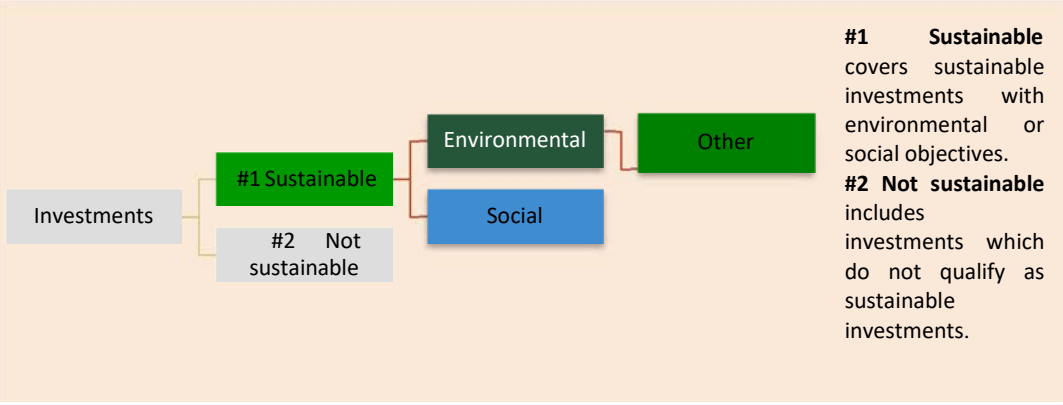 Investments
#1 Sustainable
#2 Not
sustainable
Environmental
Social
Other
#1 Sustainable
covers sustainable
investments with
environmental or
social objectives.
#2 Not sustainable
includes
investments which
do not qualify as
sustainable
investments.